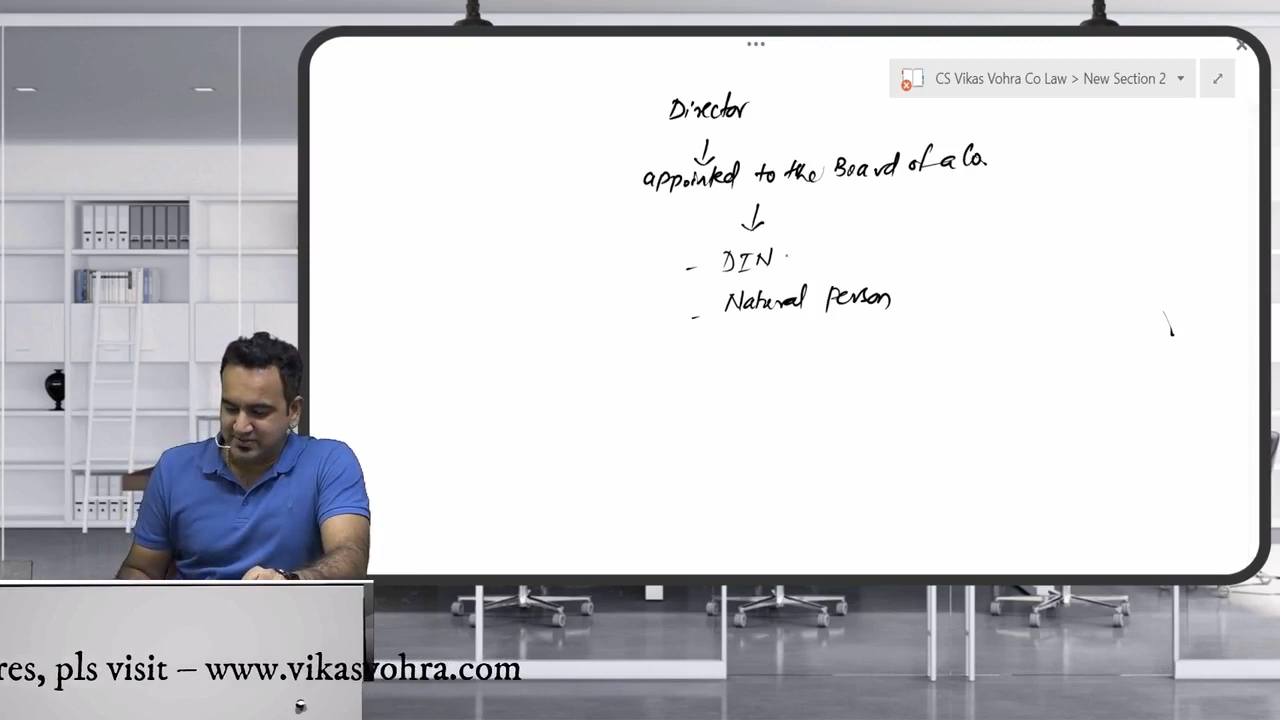 CS Vikas Vohra Co Law > New Section 2
Director
↓
appointed to the Board of a Co.
↓
- DIN
- Natural Person
res, pls visit – www.vikasvohra.com